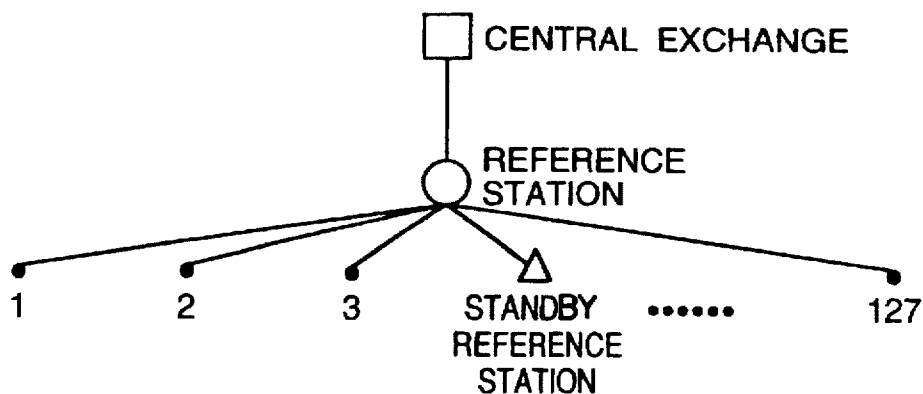 CENTRAL EXCHANGE
REFERENCE
STATION
1 2 3 STANDBY 127
REFERENCE
STATION